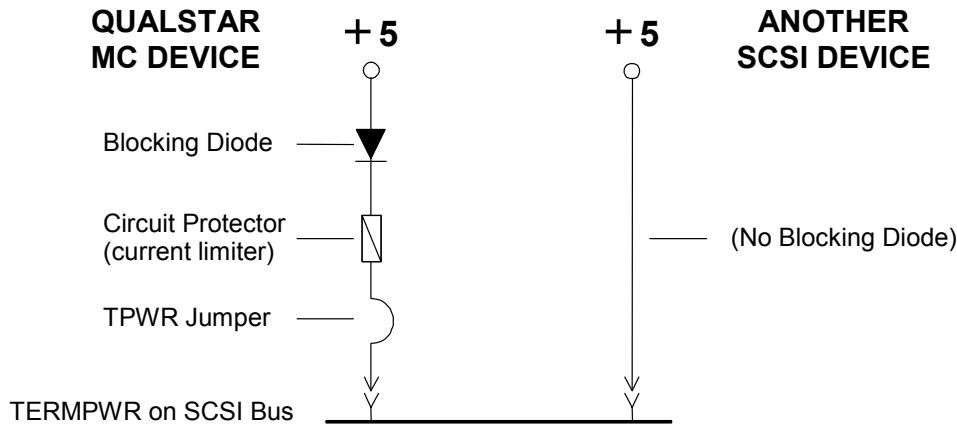 QUALSTAR
MC DEVICE
+5
+5
ANOTHER
SCSI DEVICE
Blocking Diode
Circuit Protector
(current limiter)
(No Blocking Diode)
TPWR Jumper
TERMPWR on SCSI Bus